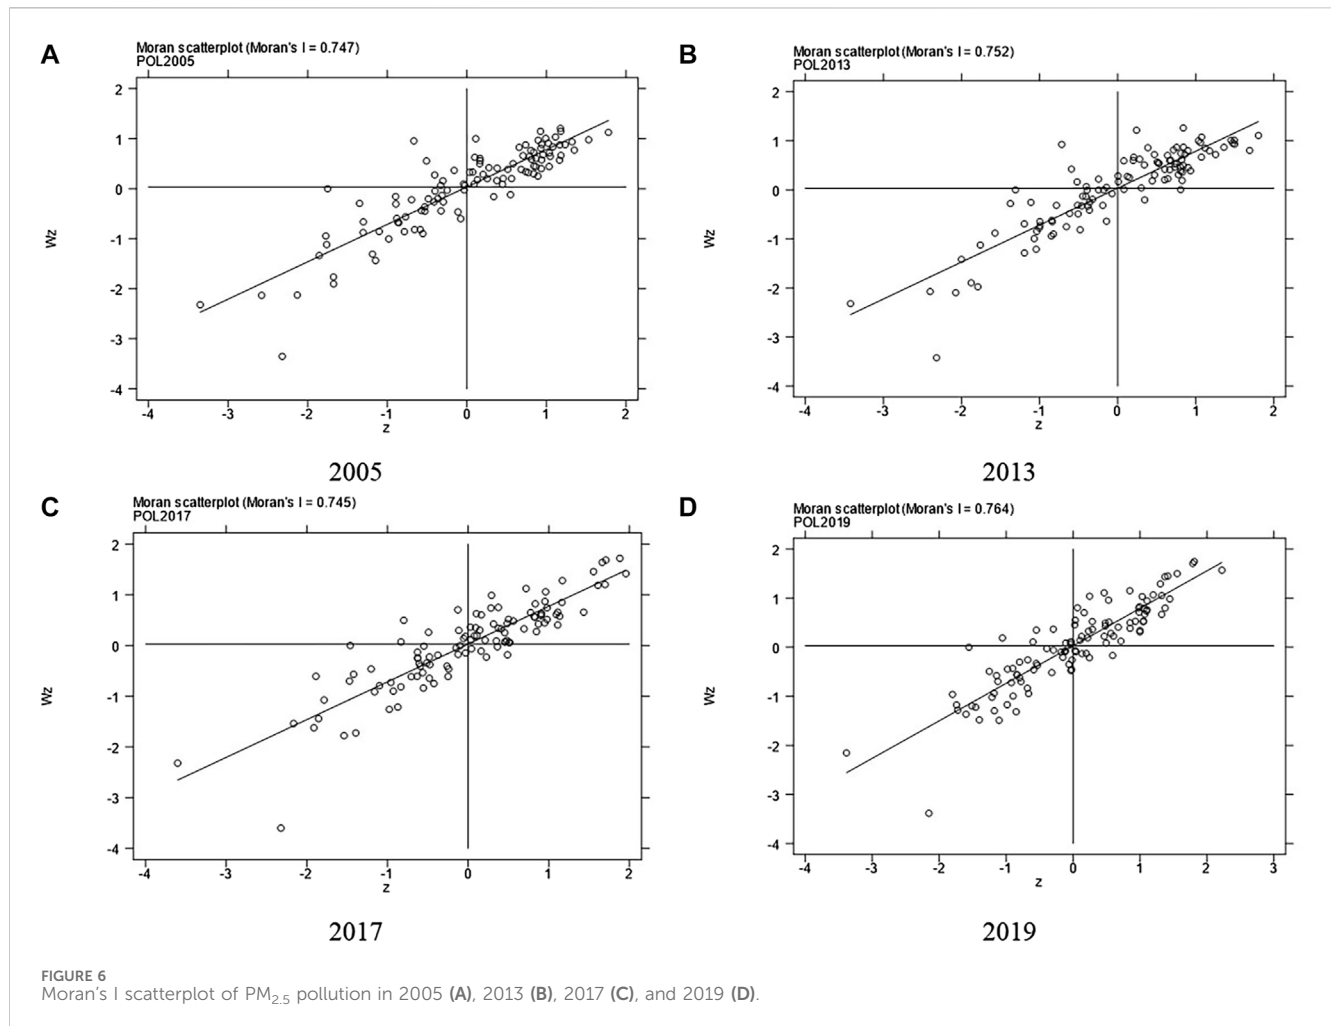 A
Moran scatterplot (Moran's I = 0.747)
POL2005
2
1
0
-1
-2
-3
-4
Wz
-4 -3 -2 -1 0 1 2
z
2005
B
Moran scatterplot (Moran's I = 0.752)
POL2013
2
1
0
-1
-2
-3
-4
Wz
-4 -3 -2 -1 0 1 2
z
2013
C
Moran scatterplot (Moran's I = 0.745)
POL2017
2
1
0
-1
-2
-3
-4
Wz
-4 -3 -2 -1 0 1 2
z
2017
D
Moran scatterplot (Moran's I = 0.764)
POL2019
2
1
0
-1
-2
-3
-4
Wz
-4 -3 -2 -1 0 1 2 3
z
2019
FIGURE 6
Moran's I scatterplot of PM2.5 pollution in 2005 (A), 2013 (B), 2017 (C), and 2019 (D).